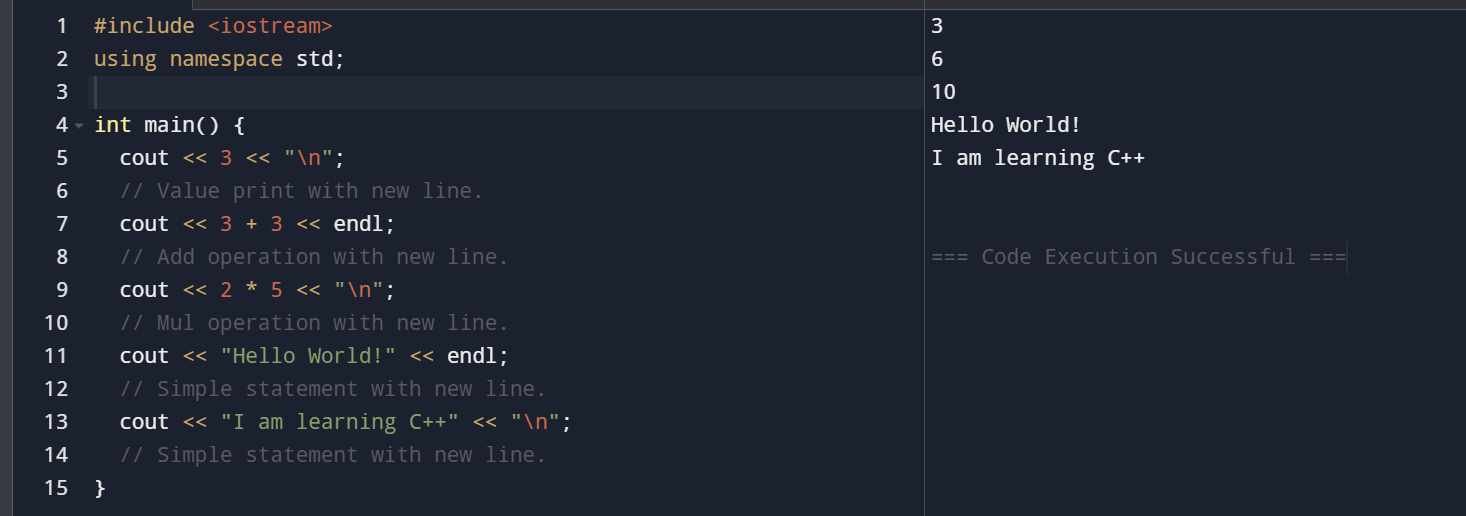 1 #include <iostream>
2 using namespace std;
3
4 int main() {
5   cout << 3 << "\n";
6   // Value print with new line.
7   cout << 3 + 3 << endl;
8   // Add operation with new line.
9   cout << 2 * 5 << "\n";
10   // Mul operation with new line.
11   cout << "Hello World!" << endl;
12   // Simple statement with new line.
13   cout << "I am learning C++" << "\n";
14   // Simple statement with new line.
15 }
3
6
10
Hello World!
I am learning C++
=== Code Execution Successful ===